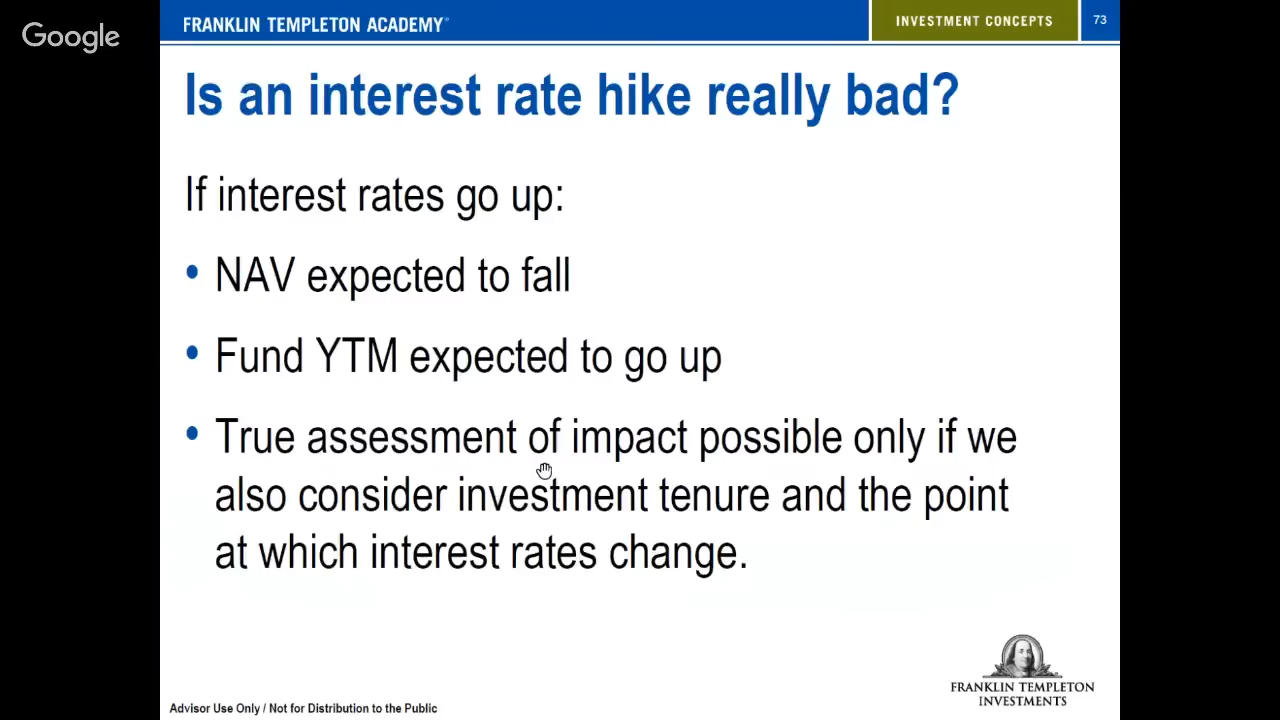 Google
FRANKLIN TEMPLETON ACADEMY
INVESTMENT CONCEPTS
73
Is an interest rate hike really bad?
If interest rates go up:
• NAV expected to fall
• Fund YTM expected to go up
• True assessment of impact possible only if we
also consider investment tenure and the point
at which interest rates change.
FRANKLIN TEMPLETON
INVESTMENTS
Advisor Use Only / Not for Distribution to the Public